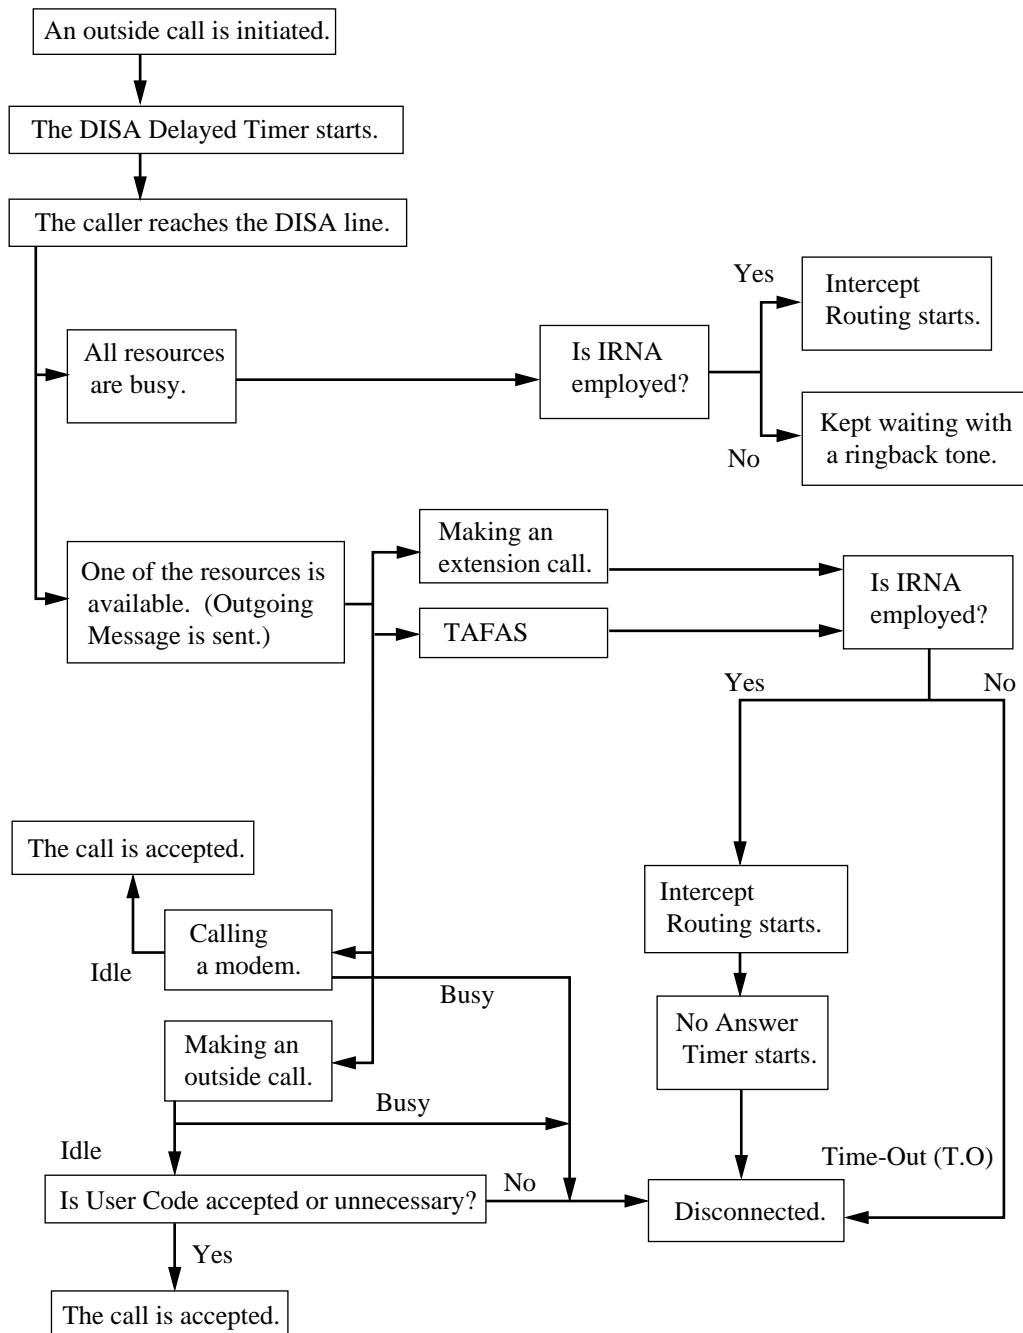 An outside call is initiated.
The DISA Delayed Timer starts.
The caller reaches the DISA line.
Yes
Intercept
Routing starts.
All resources
are busy.
Is IRNA
employed?
No
Kept waiting with
a ringback tone.
One of the resources is
available. (Outgoing
Message is sent.)
Making an
extension call.
TAFAS
Is IRNA
employed?
Yes
No
The call is accepted.
Idle
Calling
a modem.
Busy
Intercept
Routing starts.
No Answer
Timer starts.
Making an
outside call.
Busy
Idle
Time-Out (T.O)
Is User Code accepted or unnecessary?
No
Disconnected.
Yes
The call is accepted.